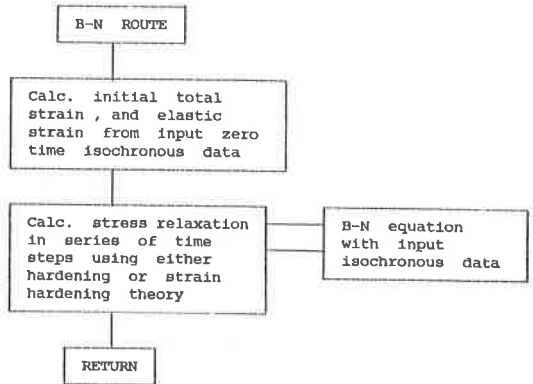 B-N ROUTE
Calc. initial total
strain , and elastic
strain from input zero
time isochronous data
Calc. stress relaxation
in series of time
steps using either
hardening or strain
hardening theory
B-N equation
with input
isochronous data
RETURN